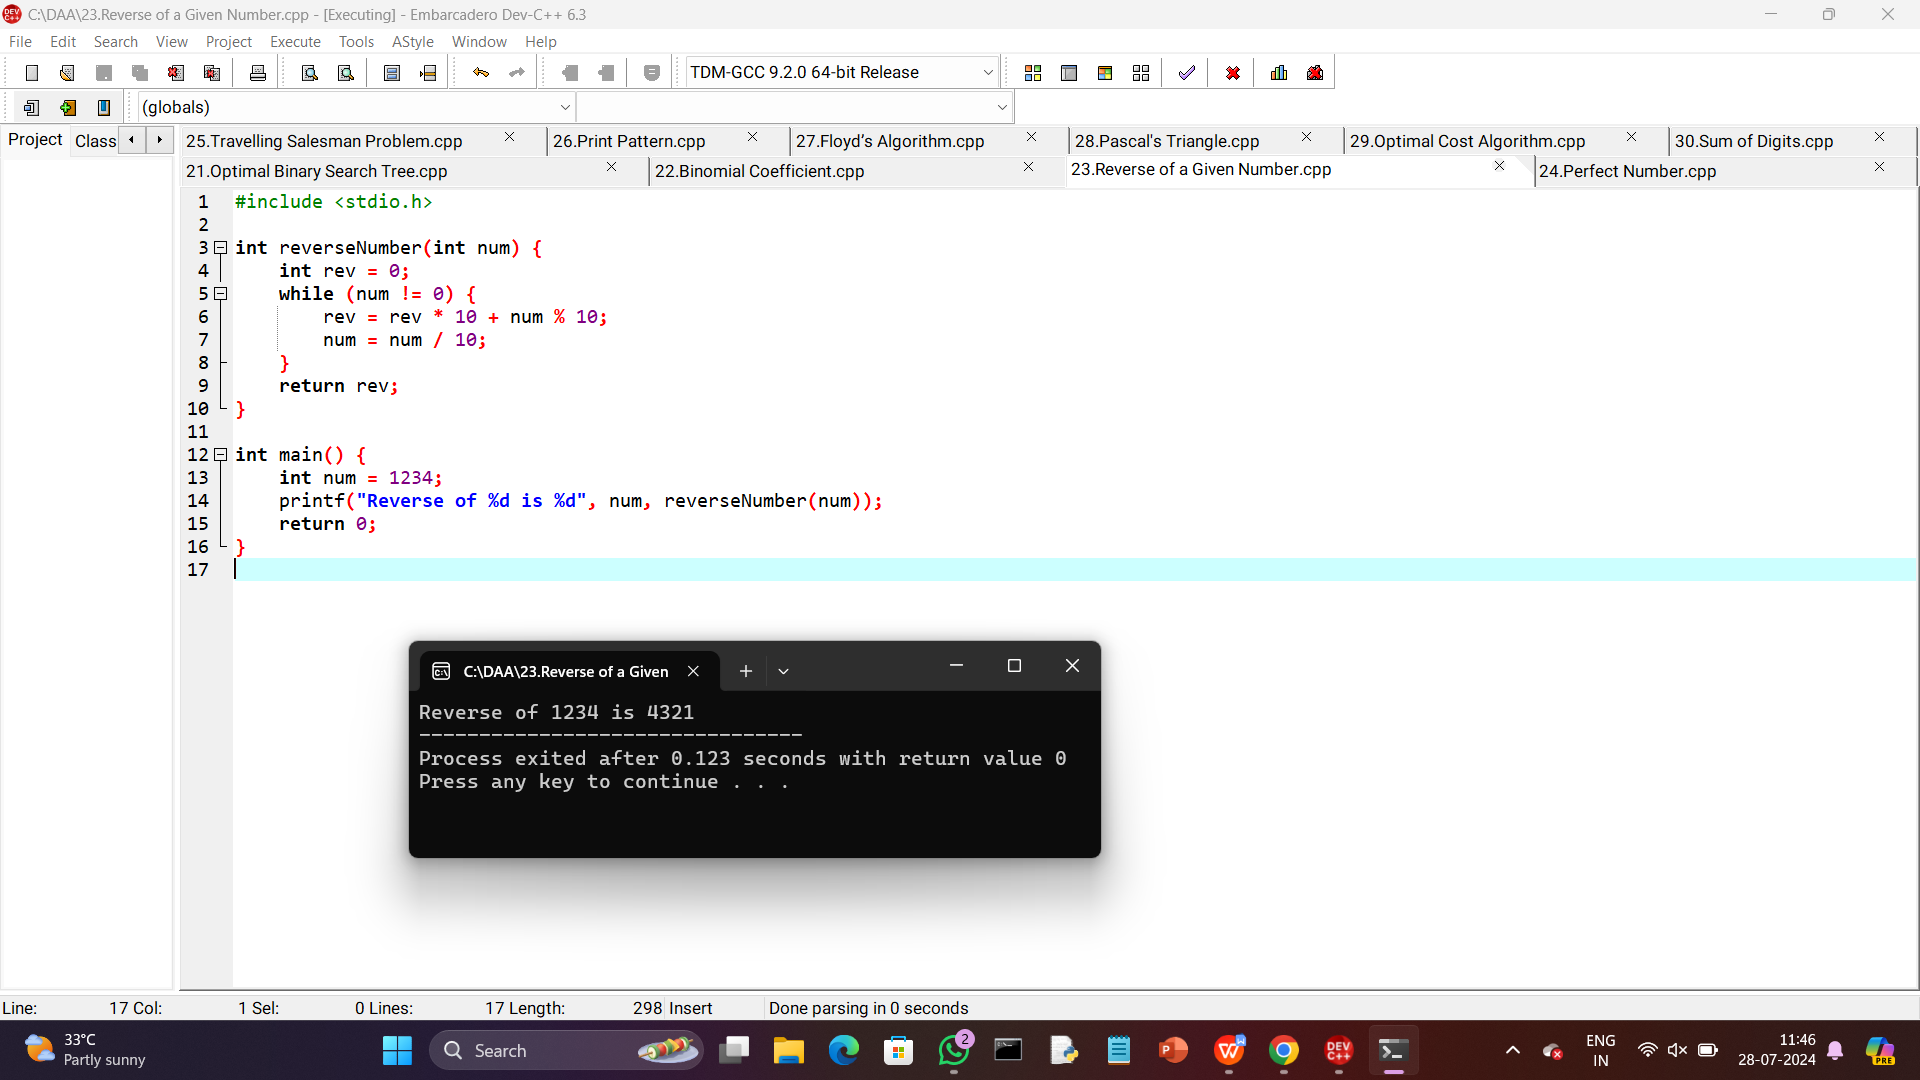 C:\DAA\23.Reverse of a Given Number.cpp - [Executing] - Embarcadero Dev-C++ 6.3
File Edit Search View Project Execute Tools AStyle Window Help
TDM-GCC 9.2.0 64-bit Release
(globals)
Project Class
25.Travelling Salesman Problem.cpp 26.Print Pattern.cpp 27.Floyd’s Algorithm.cpp 28.Pascal's Triangle.cpp 29.Optimal Cost Algorithm.cpp 30.Sum of Digits.cpp
21.Optimal Binary Search Tree.cpp 22.Binomial Coefficient.cpp 23.Reverse of a Given Number.cpp 24.Perfect Number.cpp
1 #include <stdio.h>
2
3 int reverseNumber(int num) {
4 int rev = 0;
5 while (num != 0) {
6 rev = rev * 10 + num % 10;
7 num = num / 10;
8 }
9 return rev;
10 }
11
12 int main() {
13 int num = 1234;
14 printf("Reverse of %d is %d", num, reverseNumber(num));
15 return 0;
16 }
17
C:\DAA\23.Reverse of a Given
Reverse of 1234 is 4321
--------------------------------
Process exited after 0.123 seconds with return value 0
Press any key to continue . . .
Line: 17 Col: 1 Sel: 0 Lines: 17 Length: 298 Insert Done parsing in 0 seconds
33°C
Partly sunny
Search
2
DEV C++
ENG
IN
11:46
28-07-2024
PRE